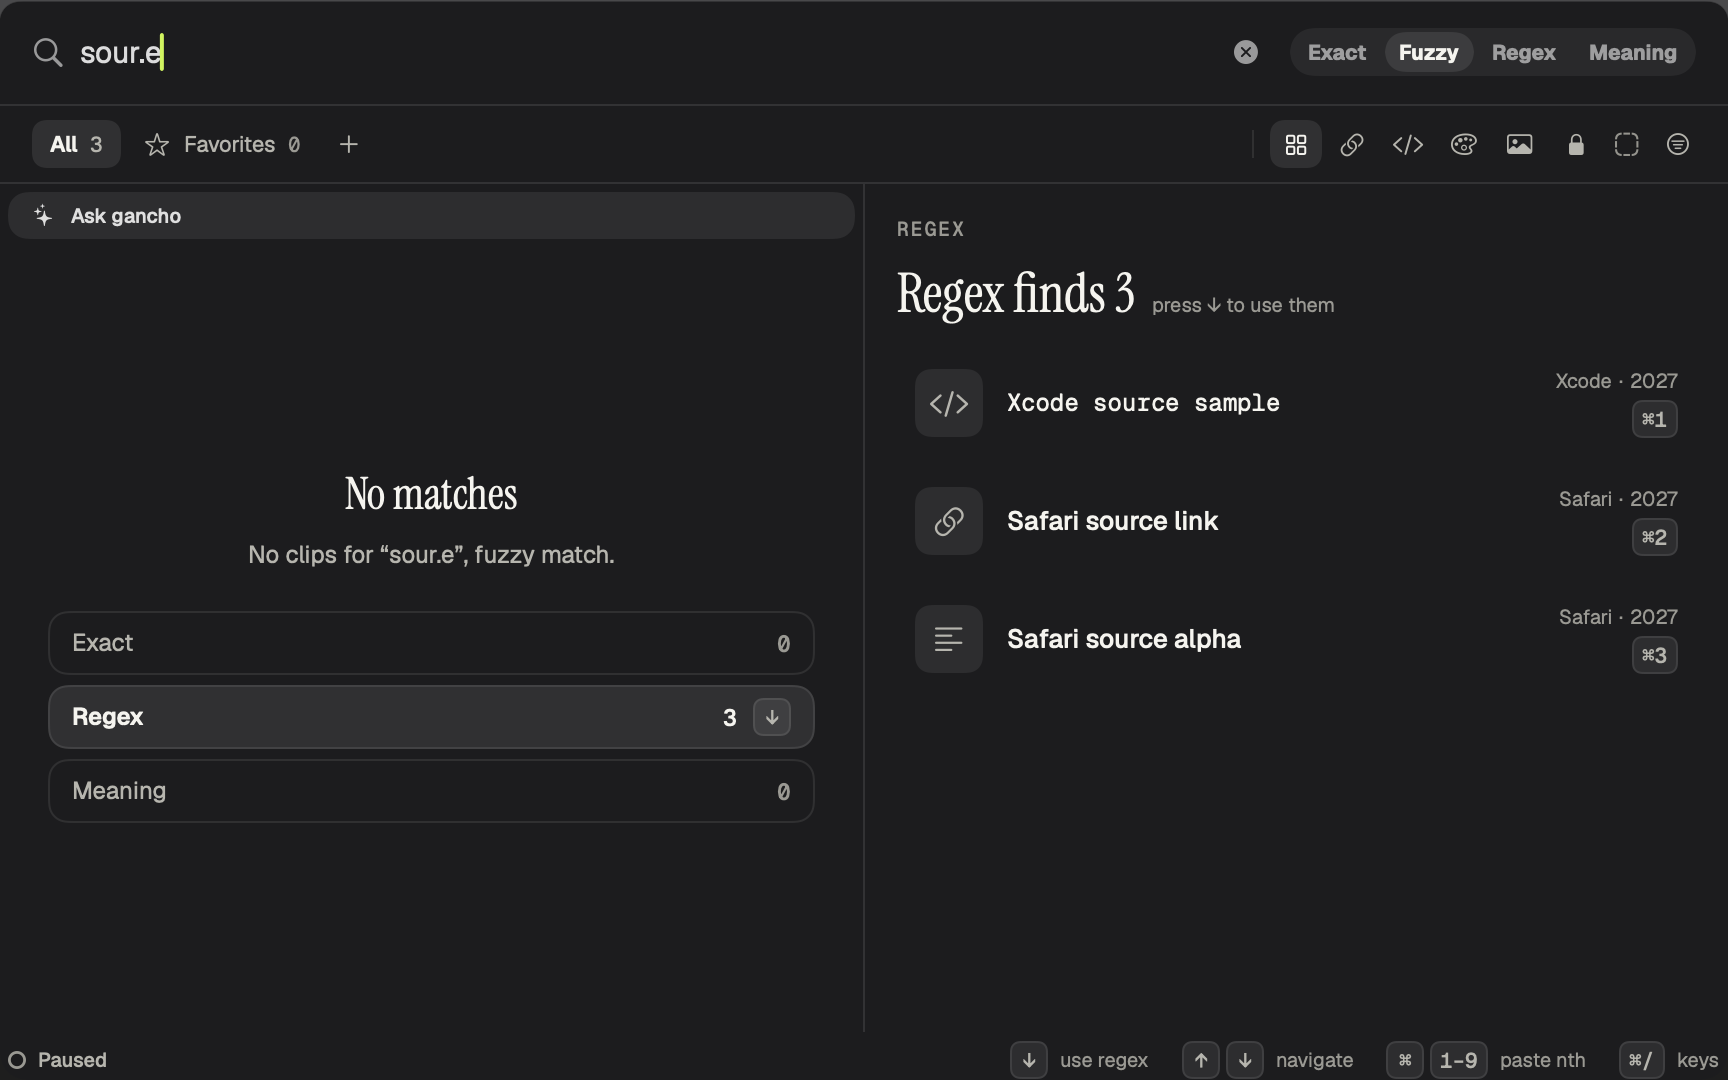 sour.e
Exact Fuzzy Regex Meaning
All 3 Favorites 0
Ask gancho
No matches
No clips for “sour.e”, fuzzy match.
Exact 0
Regex 3 ↓
Meaning 0
REGEX
Regex finds 3 press ↓ to use them
Xcode source sample Xcode · 2027
⌘1
Safari source link Safari · 2027
⌘2
Safari source alpha Safari · 2027
⌘3
Paused ↓ use regex ↑ ↓ navigate ⌘ 1–9 paste nth ⌘/ keys